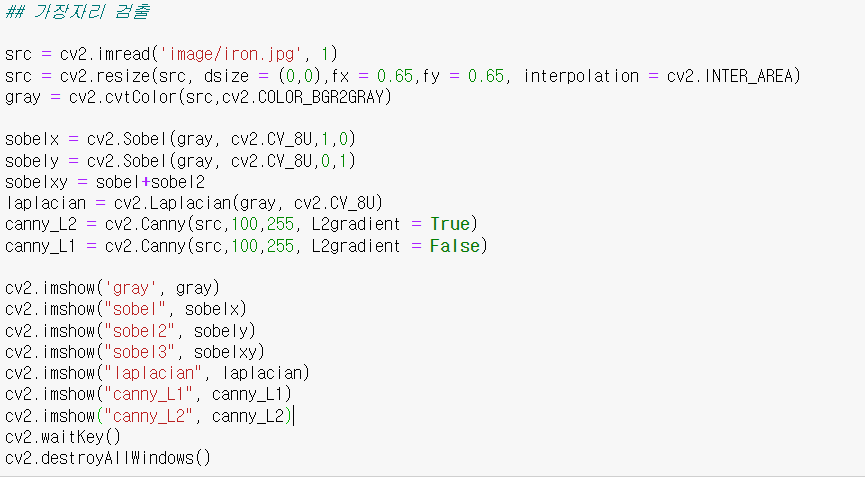 ## 가장자리 검출
src = cv2.imread('image/iron.jpg', 1)
src = cv2.resize(src, dsize = (0,0),fx = 0.65,fy = 0.65, interpolation = cv2.INTER_AREA)
gray = cv2.cvtColor(src,cv2.COLOR_BGR2GRAY)
sobelx = cv2.Sobel(gray, cv2.CV_8U,1,0)
sobely = cv2.Sobel(gray, cv2.CV_8U,0,1)
sobelxy = sobel+sobel2
laplacian = cv2.Laplacian(gray, cv2.CV_8U)
canny_L2 = cv2.Canny(src,100,255, L2gradient = True)
canny_L1 = cv2.Canny(src,100,255, L2gradient = False)
cv2.imshow('gray', gray)
cv2.imshow("sobel", sobelx)
cv2.imshow("sobel2", sobely)
cv2.imshow("sobel3", sobelxy)
cv2.imshow("laplacian", laplacian)
cv2.imshow("canny_L1", canny_L1)
cv2.imshow("canny_L2", canny_L2)
cv2.waitKey()
cv2.destroyAllWindows()